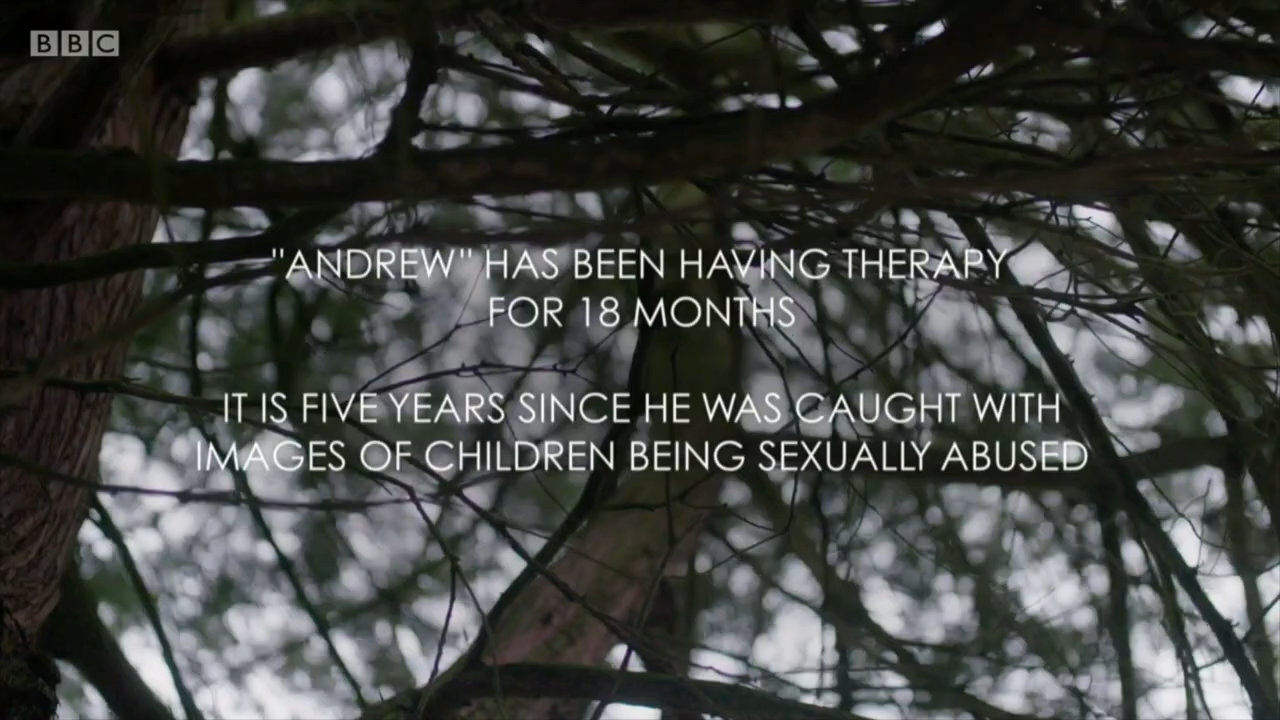 BBC
"ANDREW" HAS BEEN HAVING THERAPY
FOR 18 MONTHS
IT IS FIVE YEARS SINCE HE WAS CAUGHT WITH
IMAGES OF CHILDREN BEING SEXUALLY ABUSED